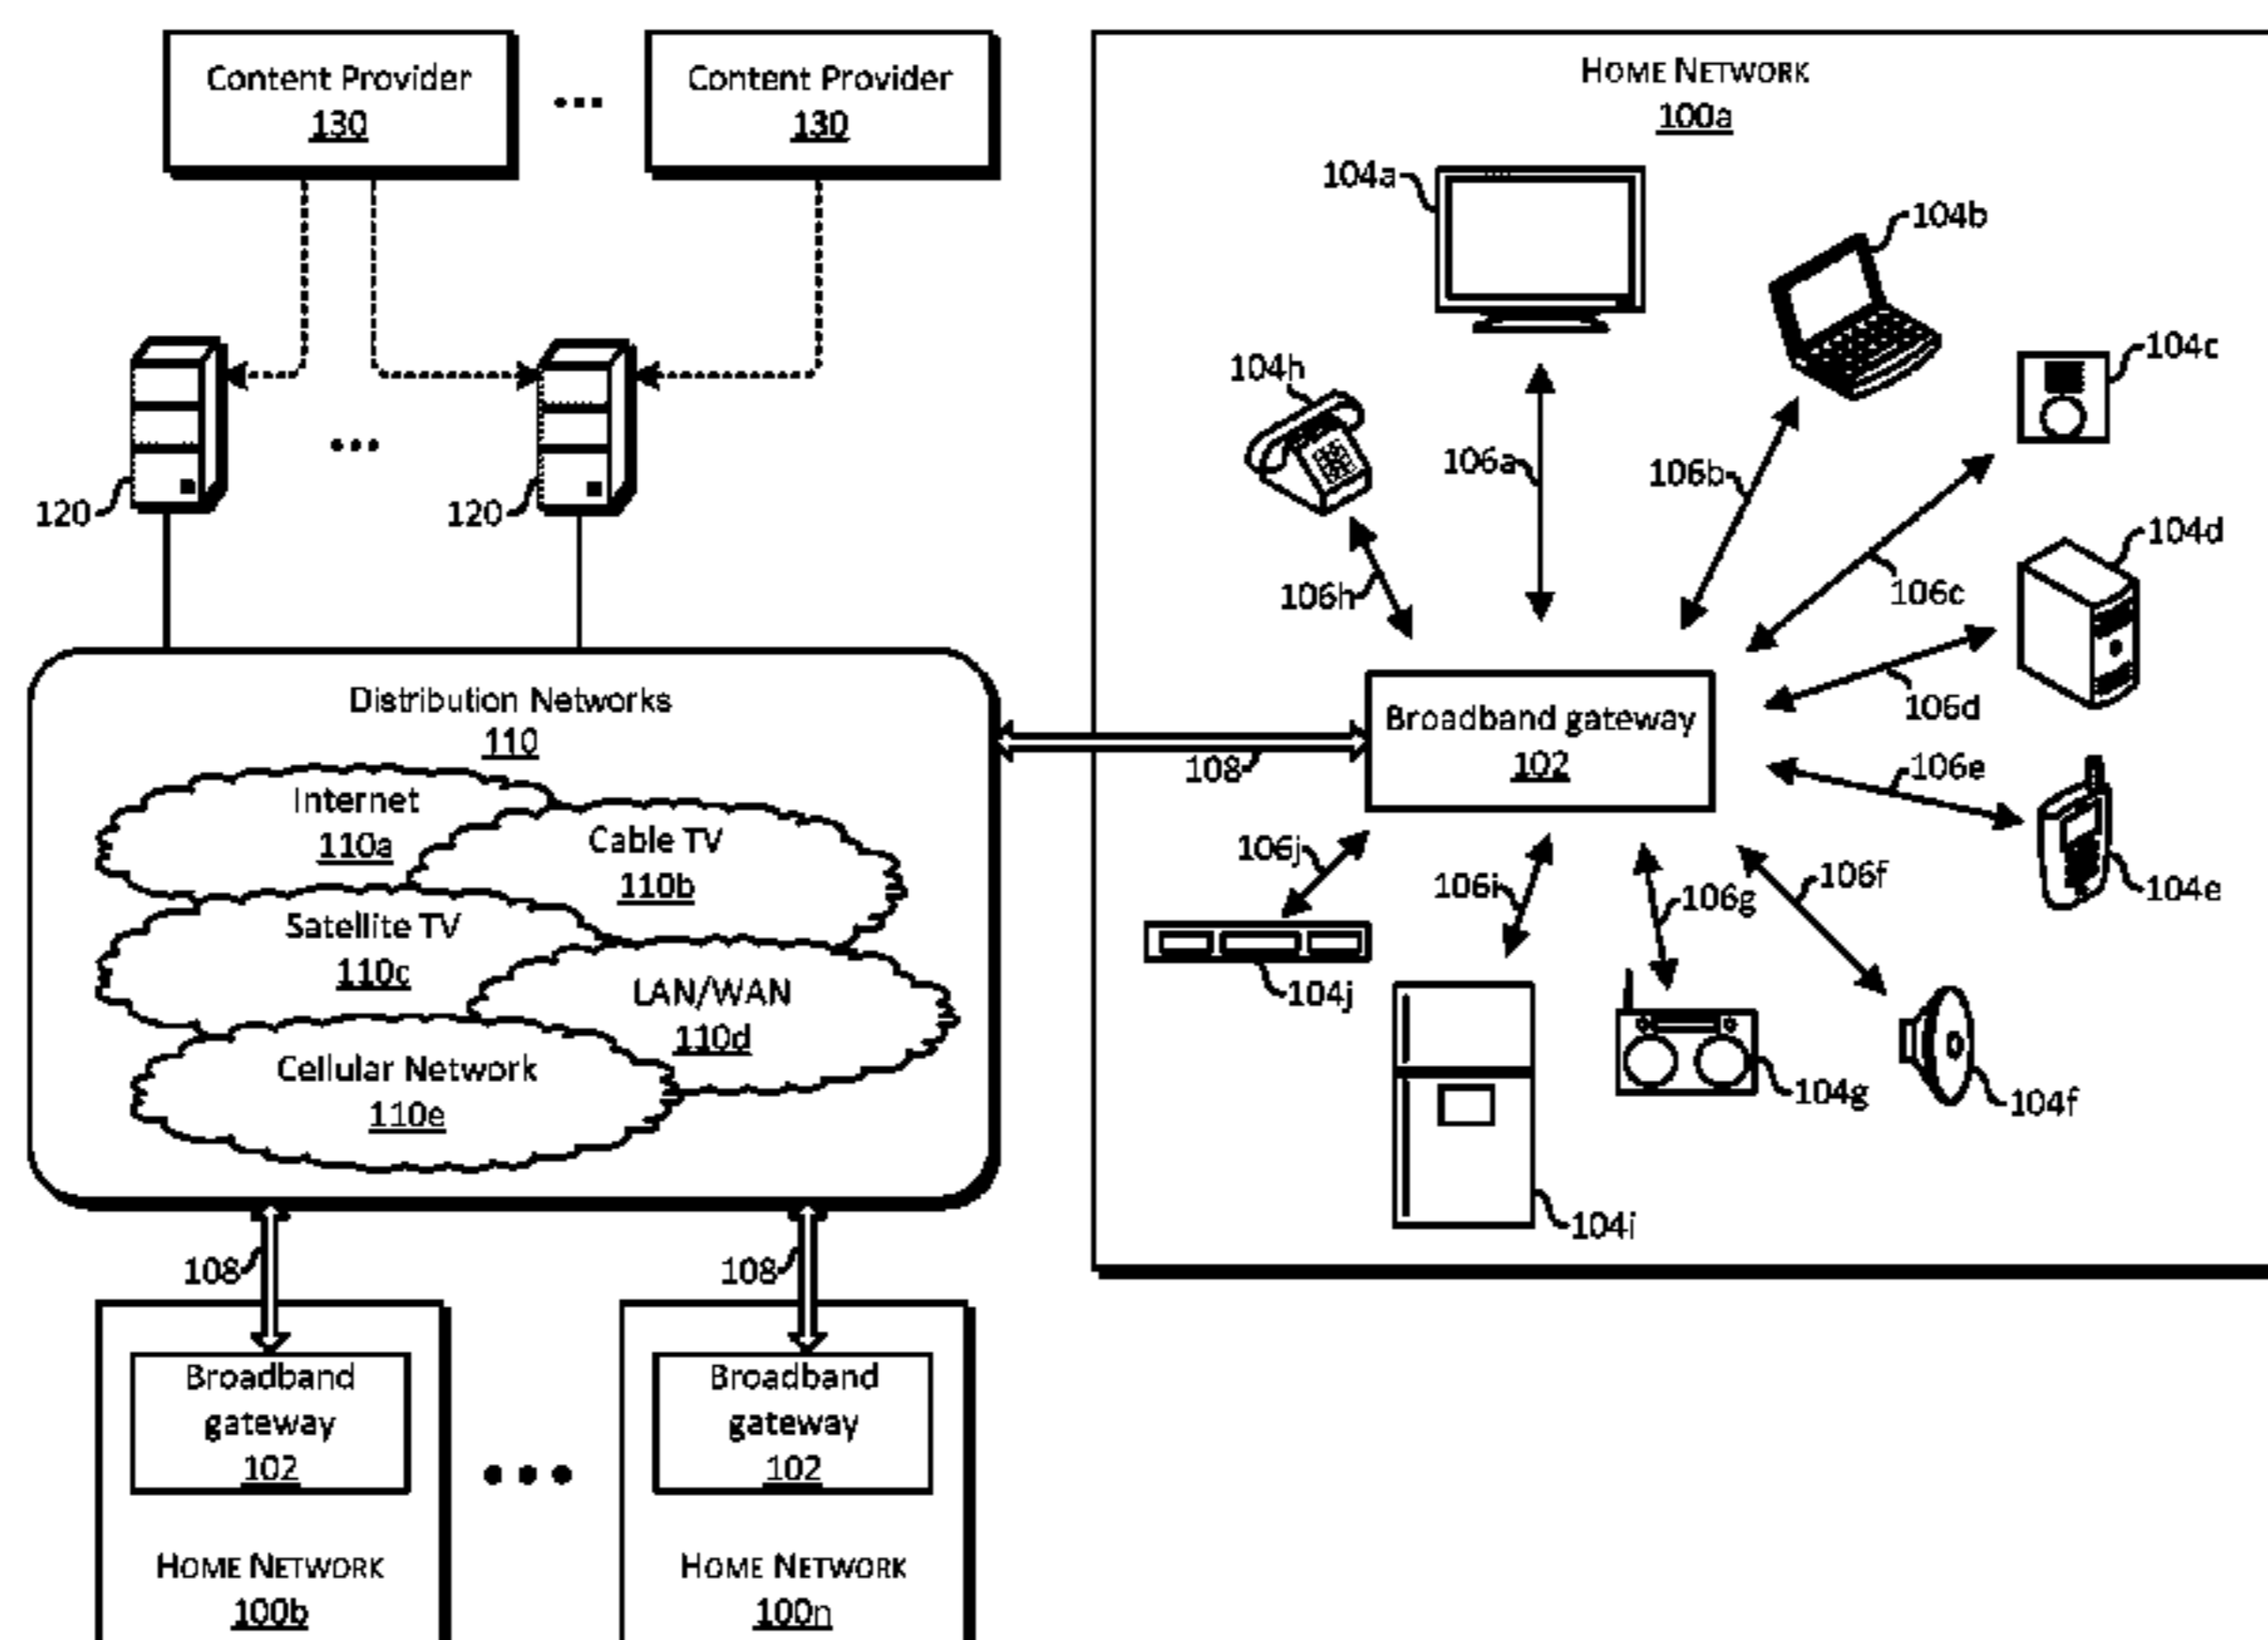 Content Provider
130
...
Content Provider
130
120
...
120
Distribution Networks
110
Internet
110a
Cable TV
110b
Satellite TV
110c
LAN/WAN
110d
Cellular Network
110e
108
108
Broadband
gateway
102
HOME NETWORK
100b
...
Broadband
gateway
102
HOME NETWORK
100n
108
HOME NETWORK
100a
104a
104b
104c
104h
106a
106b
104d
106h
106c
106d
Broadband gateway
102
106e
106j
106i
106g
106f
104e
104j
104g
104f
104i